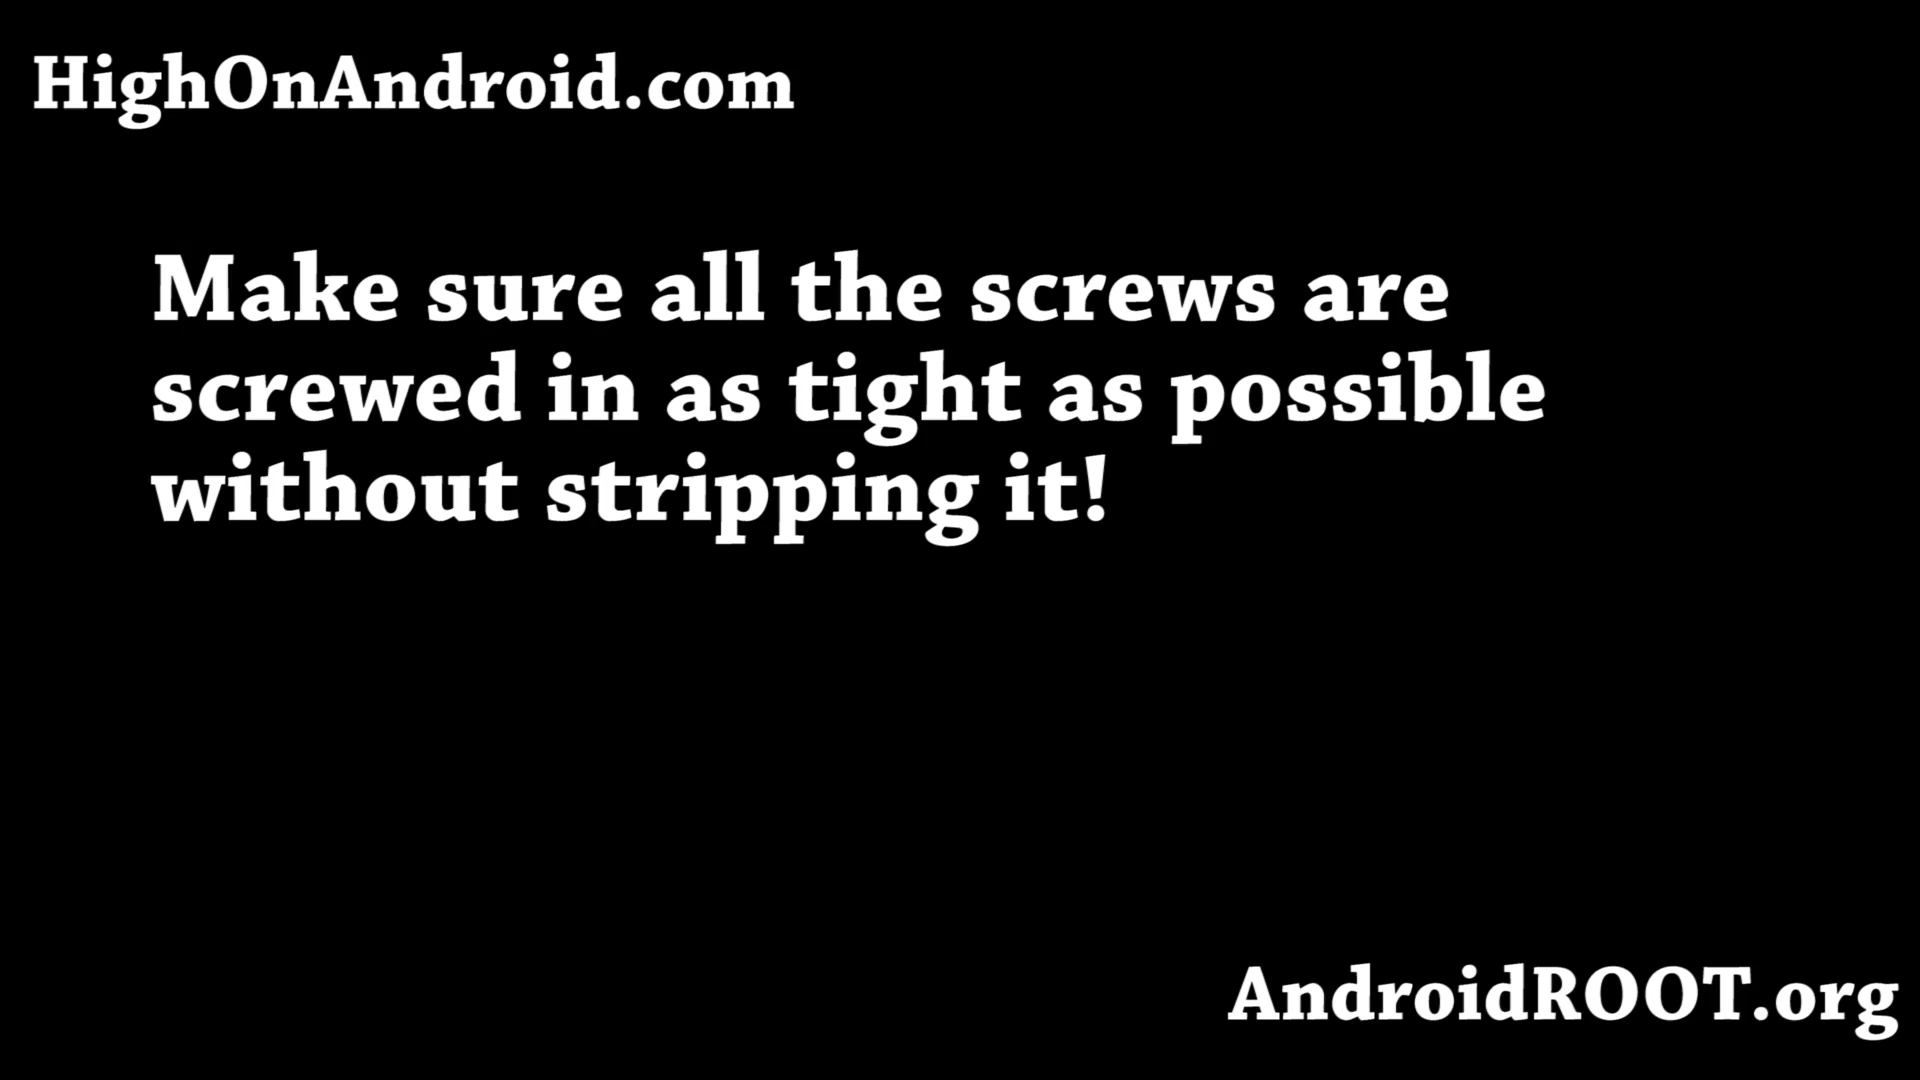 HighOnAndroid.com
Make sure all the screws are
screwed in as tight as possible
without stripping it!
AndroidROOT.org